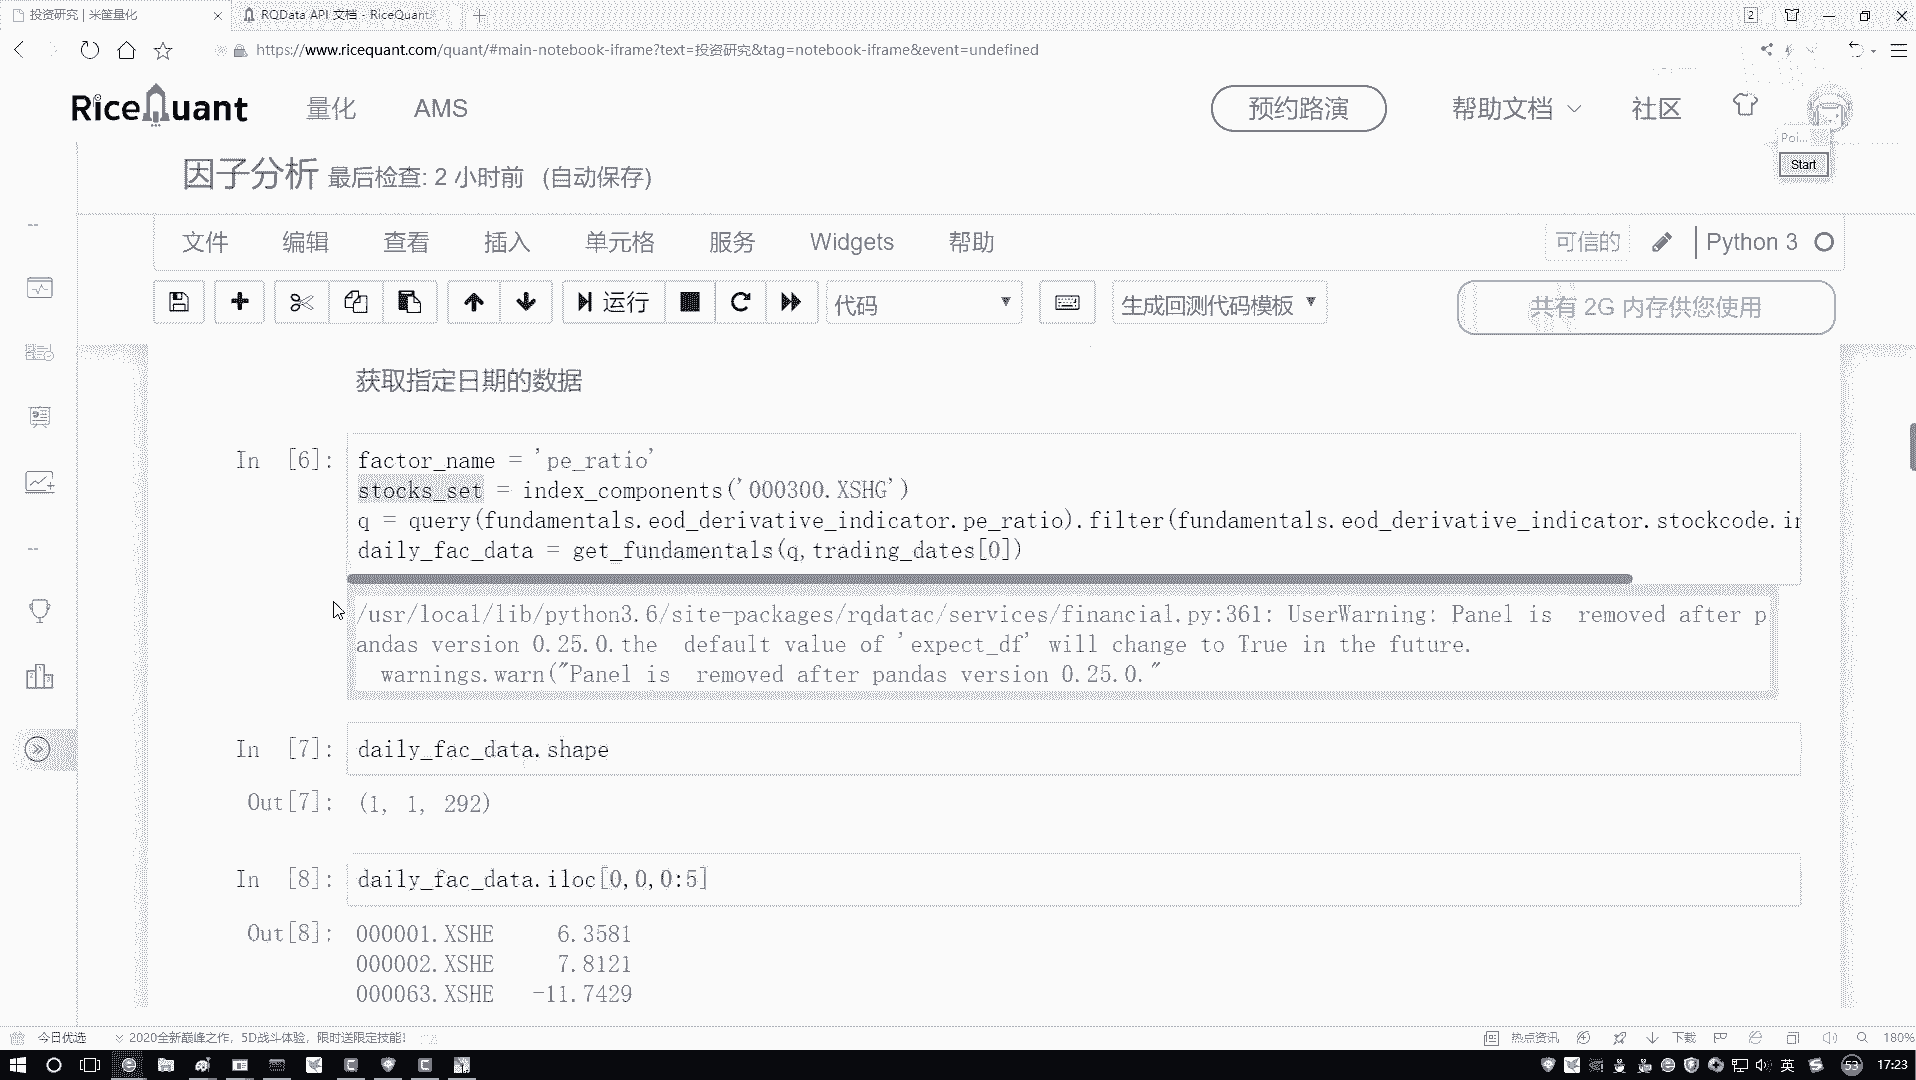 投资研究 | 米筐量化
RQData API 文档 - RiceQuant
2
https://www.ricequant.com/quant/#main-notebook-iframe?text=投资研究&tag=notebook-iframe&event=undefined
RiceQuant 量化 AMS 预约路演 帮助文档 社区
Poi...
Start
因子分析 最后检查: 2 小时前 (自动保存)
文件 编辑 查看 插入 单元格 服务 Widgets 帮助 可信的 Python 3
运行 代码 生成回测代码模板 共有 2G 内存供您使用
获取指定日期的数据
In [6]: factor_name = 'pe_ratio'
stocks_set = index_components('000300.XSHG')
q = query(fundamentals.eod_derivative_indicator.pe_ratio).filter(fundamentals.eod_derivative_indicator.stockcode.in
daily_fac_data = get_fundamentals(q,trading_dates[0])
/usr/local/lib/python3.6/site-packages/rqdatac/services/financial.py:361: UserWarning: Panel is  removed after p
andas version 0.25.0.the  default value of 'expect_df' will change to True in the future.
warnings.warn("Panel is  removed after pandas version 0.25.0."
In [7]: daily_fac_data.shape
Out[7]: (1, 1, 292)
In [8]: daily_fac_data.iloc[0,0,0:5]
Out[8]: 000001.XSHE 6.3581
000002.XSHE 7.8121
000063.XSHE -11.7429
今日优选 2020全新巅峰之作，5D战斗体验，限时送限定技能！ 热点资讯 下载 180%
英 53 17:23